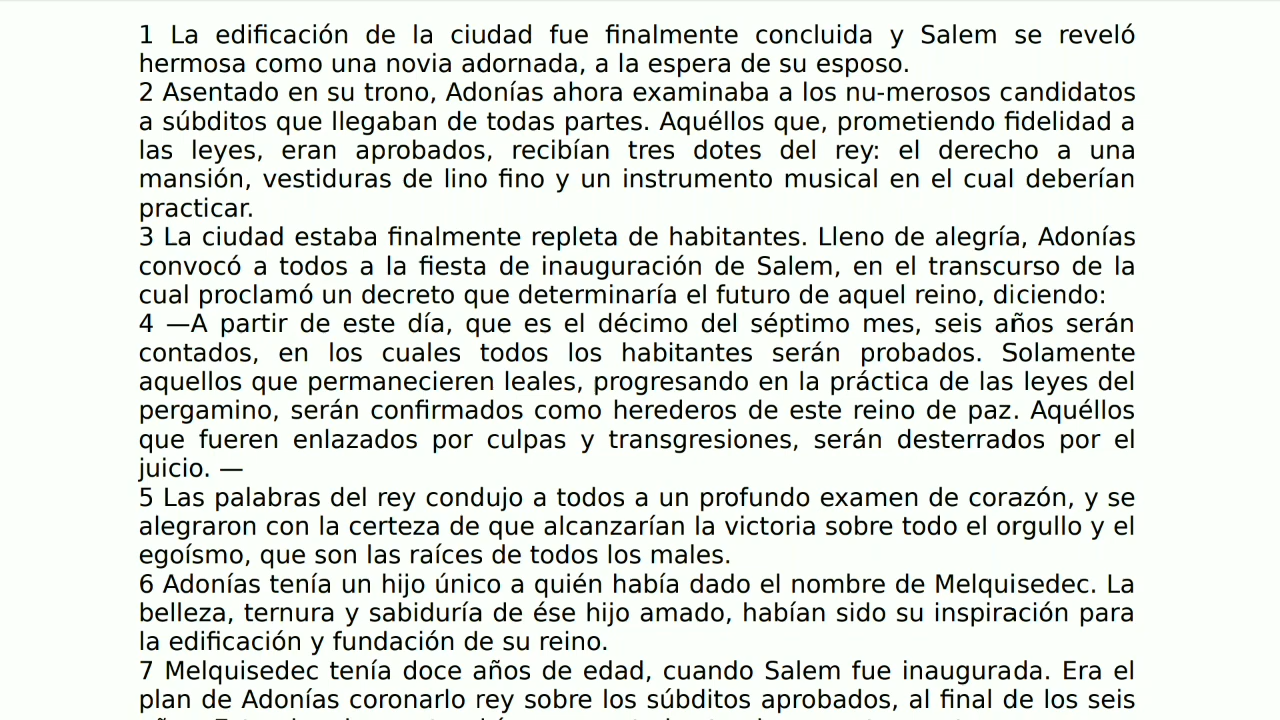 1 La edificación de la ciudad fue finalmente concluida y Salem se reveló
hermosa como una novia adornada, a la espera de su esposo.
2 Asentado en su trono, Adonías ahora examinaba a los nu-merosos candidatos
a súbditos que llegaban de todas partes. Aquéllos que, prometiendo fidelidad a
las leyes, eran aprobados, recibían tres dotes del rey: el derecho a una
mansión, vestiduras de lino fino y un instrumento musical en el cual deberían
practicar.
3 La ciudad estaba finalmente repleta de habitantes. Lleno de alegría, Adonías
convocó a todos a la fiesta de inauguración de Salem, en el transcurso de la
cual proclamó un decreto que determinaría el futuro de aquel reino, diciendo:
4 —A partir de este día, que es el décimo del séptimo mes, seis años serán
contados, en los cuales todos los habitantes serán probados. Solamente
aquellos que permanecieren leales, progresando en la práctica de las leyes del
pergamino, serán confirmados como herederos de este reino de paz. Aquéllos
que fueren enlazados por culpas y transgresiones, serán desterrados por el
juicio. —
5 Las palabras del rey condujo a todos a un profundo examen de corazón, y se
alegraron con la certeza de que alcanzarían la victoria sobre todo el orgullo y el
egoísmo, que son las raíces de todos los males.
6 Adonías tenía un hijo único a quién había dado el nombre de Melquisedec. La
belleza, ternura y sabiduría de ése hijo amado, habían sido su inspiración para
la edificación y fundación de su reino.
7 Melquisedec tenía doce años de edad, cuando Salem fue inaugurada. Era el
plan de Adonías coronarlo rey sobre los súbditos aprobados, al final de los seis